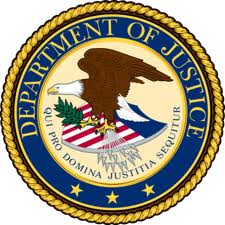 DEPARTMENT OF JUSTICE
QUI PRO DOMINA JUSTITIA SEQUITUR